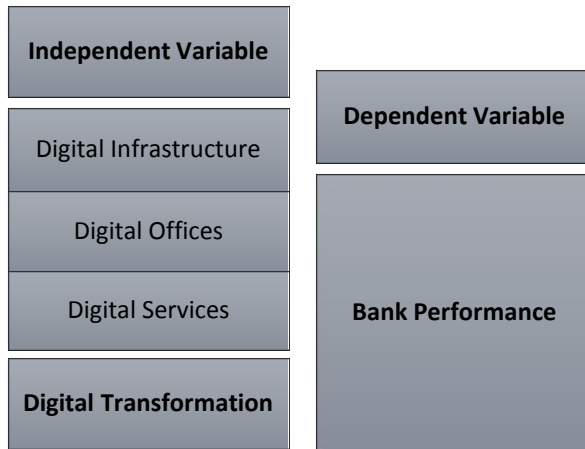 Independent Variable
Digital Infrastructure
Digital Offices
Digital Services
Digital Transformation
Dependent Variable
Bank Performance